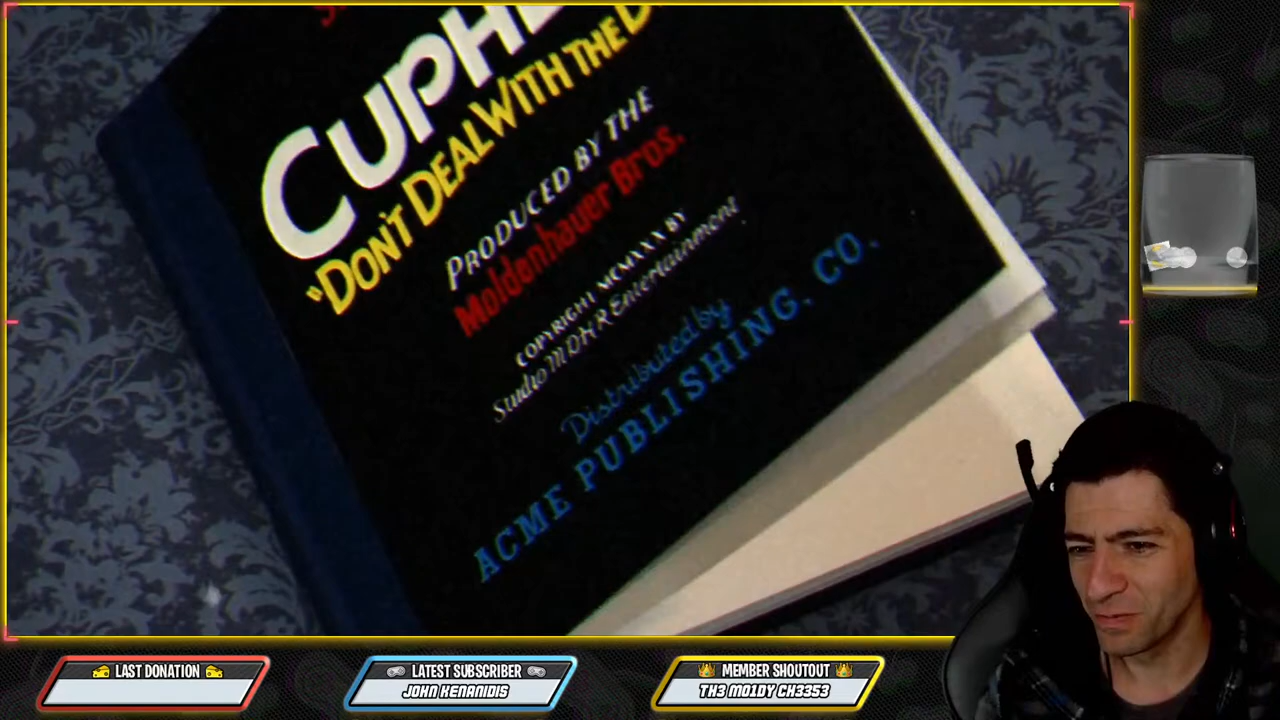 CUPHE
"DON'T DEAL WITH THE D
PRODUCED BY THE
Moldenhauer Bros.
COPYRIGHT MCMXXX BY
Studio MDHR Entertainment.
Distributed by
ACME PUBLISHING. CO.
LAST DONATION
LATEST SUBSCRIBER
JOHN KENANIDIS
MEMBER SHOUTOUT
TH3 MO1DY CH3353